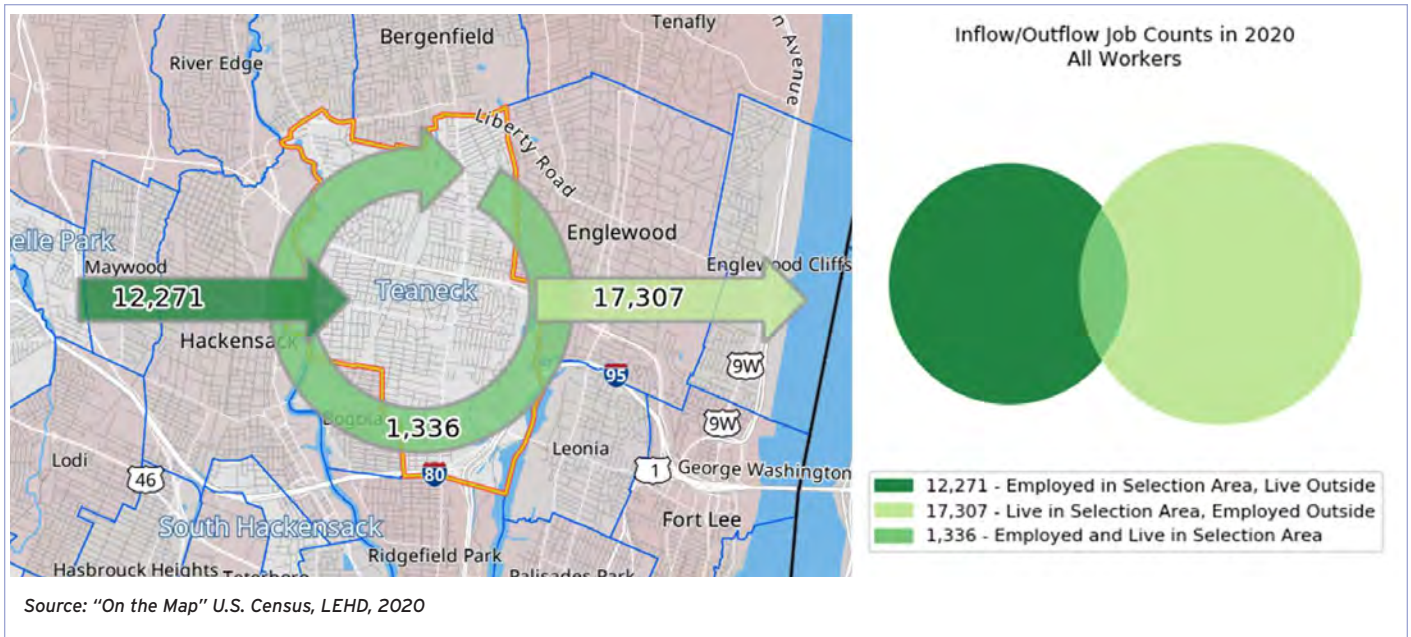 Tenafly
Bergenfield
River Edge
n Avenue
Liberty Road
Englewood
elle Park
Maywood
Englewood Cliffs
12,271
Teaneck
17,307
Hackensack
9W
95
Bogota
1,336
9W
Leonia
Lodi
46
80
1
George Washington
South Hackensack
Fort Lee
Ridgefield Park
Hasbrouck Heights
Teterboro
Palisades Park
Inflow/Outflow Job Counts in 2020
All Workers
12,271 - Employed in Selection Area, Live Outside
17,307 - Live in Selection Area, Employed Outside
1,336 - Employed and Live in Selection Area
Source: “On the Map” U.S. Census, LEHD, 2020